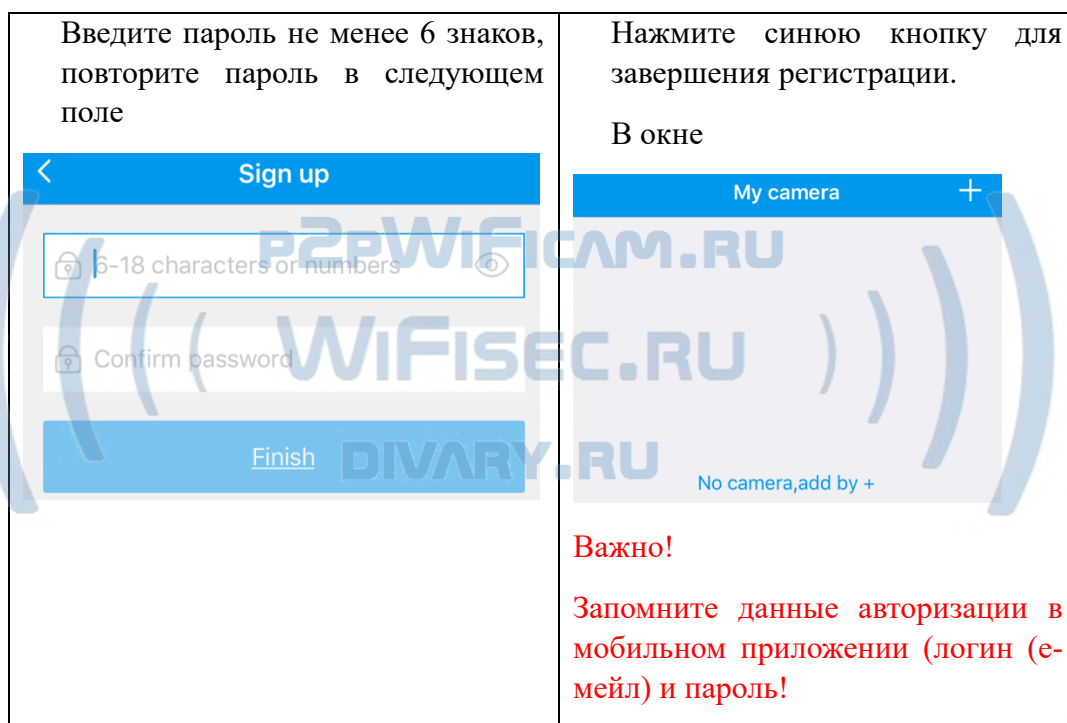 Введите пароль не менее 6 знаков,
повторите пароль в следующем
поле
Sign up
6-18 characters or numbers
Confirm password
Finish
Нажмите синюю кнопку для
завершения регистрации.
В окне
My camera
No camera,add by +
Важно!
Запомните данные авторизации в
мобильном приложении (логин (е-
мейл) и пароль!
P2PWIFICAM.RU
WIFISEC.RU
DIVARY.RU